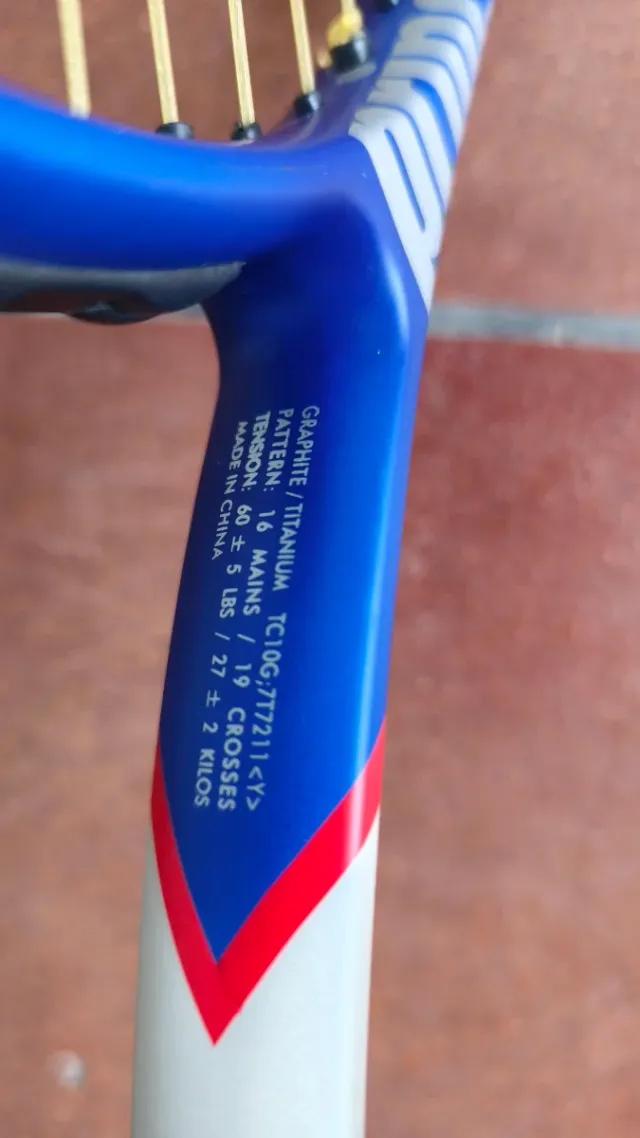 GRAPHITE / TITANIUM TC10G;7T7211<Y>
PATTERN: 16 MAINS / 19 CROSSES
TENSION: 60 ± 5 LBS / 27 ± 2 KILOS
MADE IN CHINA